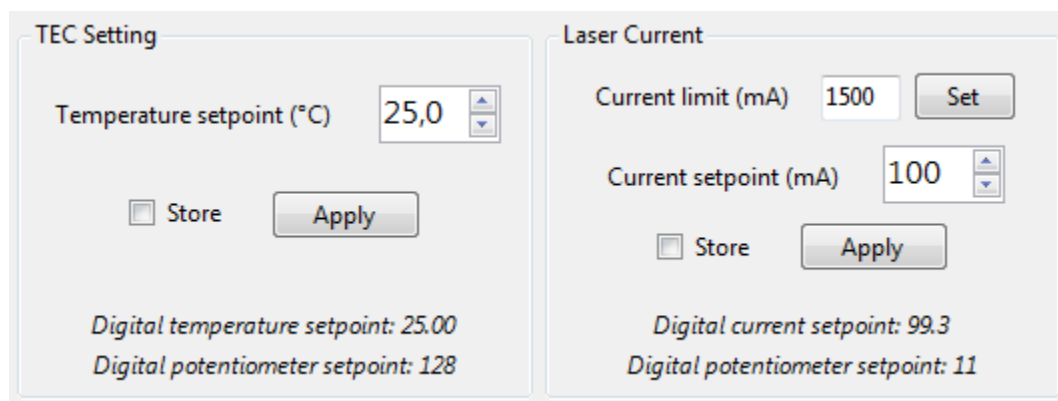 TEC Setting
Temperature setpoint (°C) 25,0
Store Apply
Digital temperature setpoint: 25.00
Digital potentiometer setpoint: 128
Laser Current
Current limit (mA) 1500 Set
Current setpoint (mA) 100
Store Apply
Digital current setpoint: 99.3
Digital potentiometer setpoint: 11